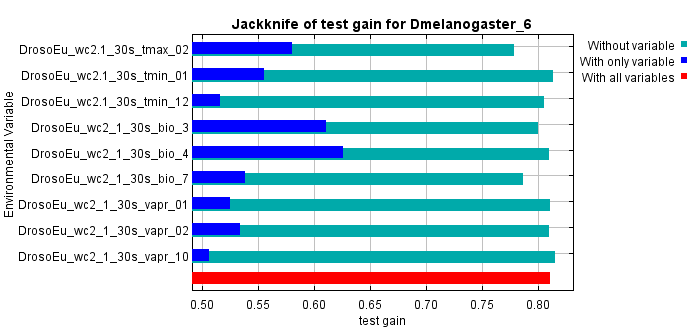 Jackknife of test gain for Dmelanogaster_6
Environmental Variable
DrosoEu_wc2.1_30s_tmax_02
DrosoEu_wc2.1_30s_tmin_01
DrosoEu_wc2.1_30s_tmin_12
DrosoEu_wc2_1_30s_bio_3
DrosoEu_wc2_1_30s_bio_4
DrosoEu_wc2_1_30s_bio_7
DrosoEu_wc2_1_30s_vapr_01
DrosoEu_wc2_1_30s_vapr_02
DrosoEu_wc2_1_30s_vapr_10
0.50 0.55 0.60 0.65 0.70 0.75 0.80
test gain
Without variable
With only variable
With all variables